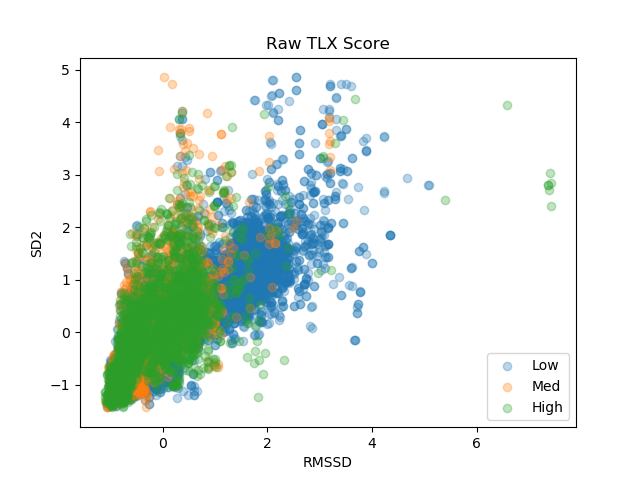 Raw TLX Score
SD2
5
4
3
2
1
0
−1
0 2 4 6
RMSSD
Low
Med
High